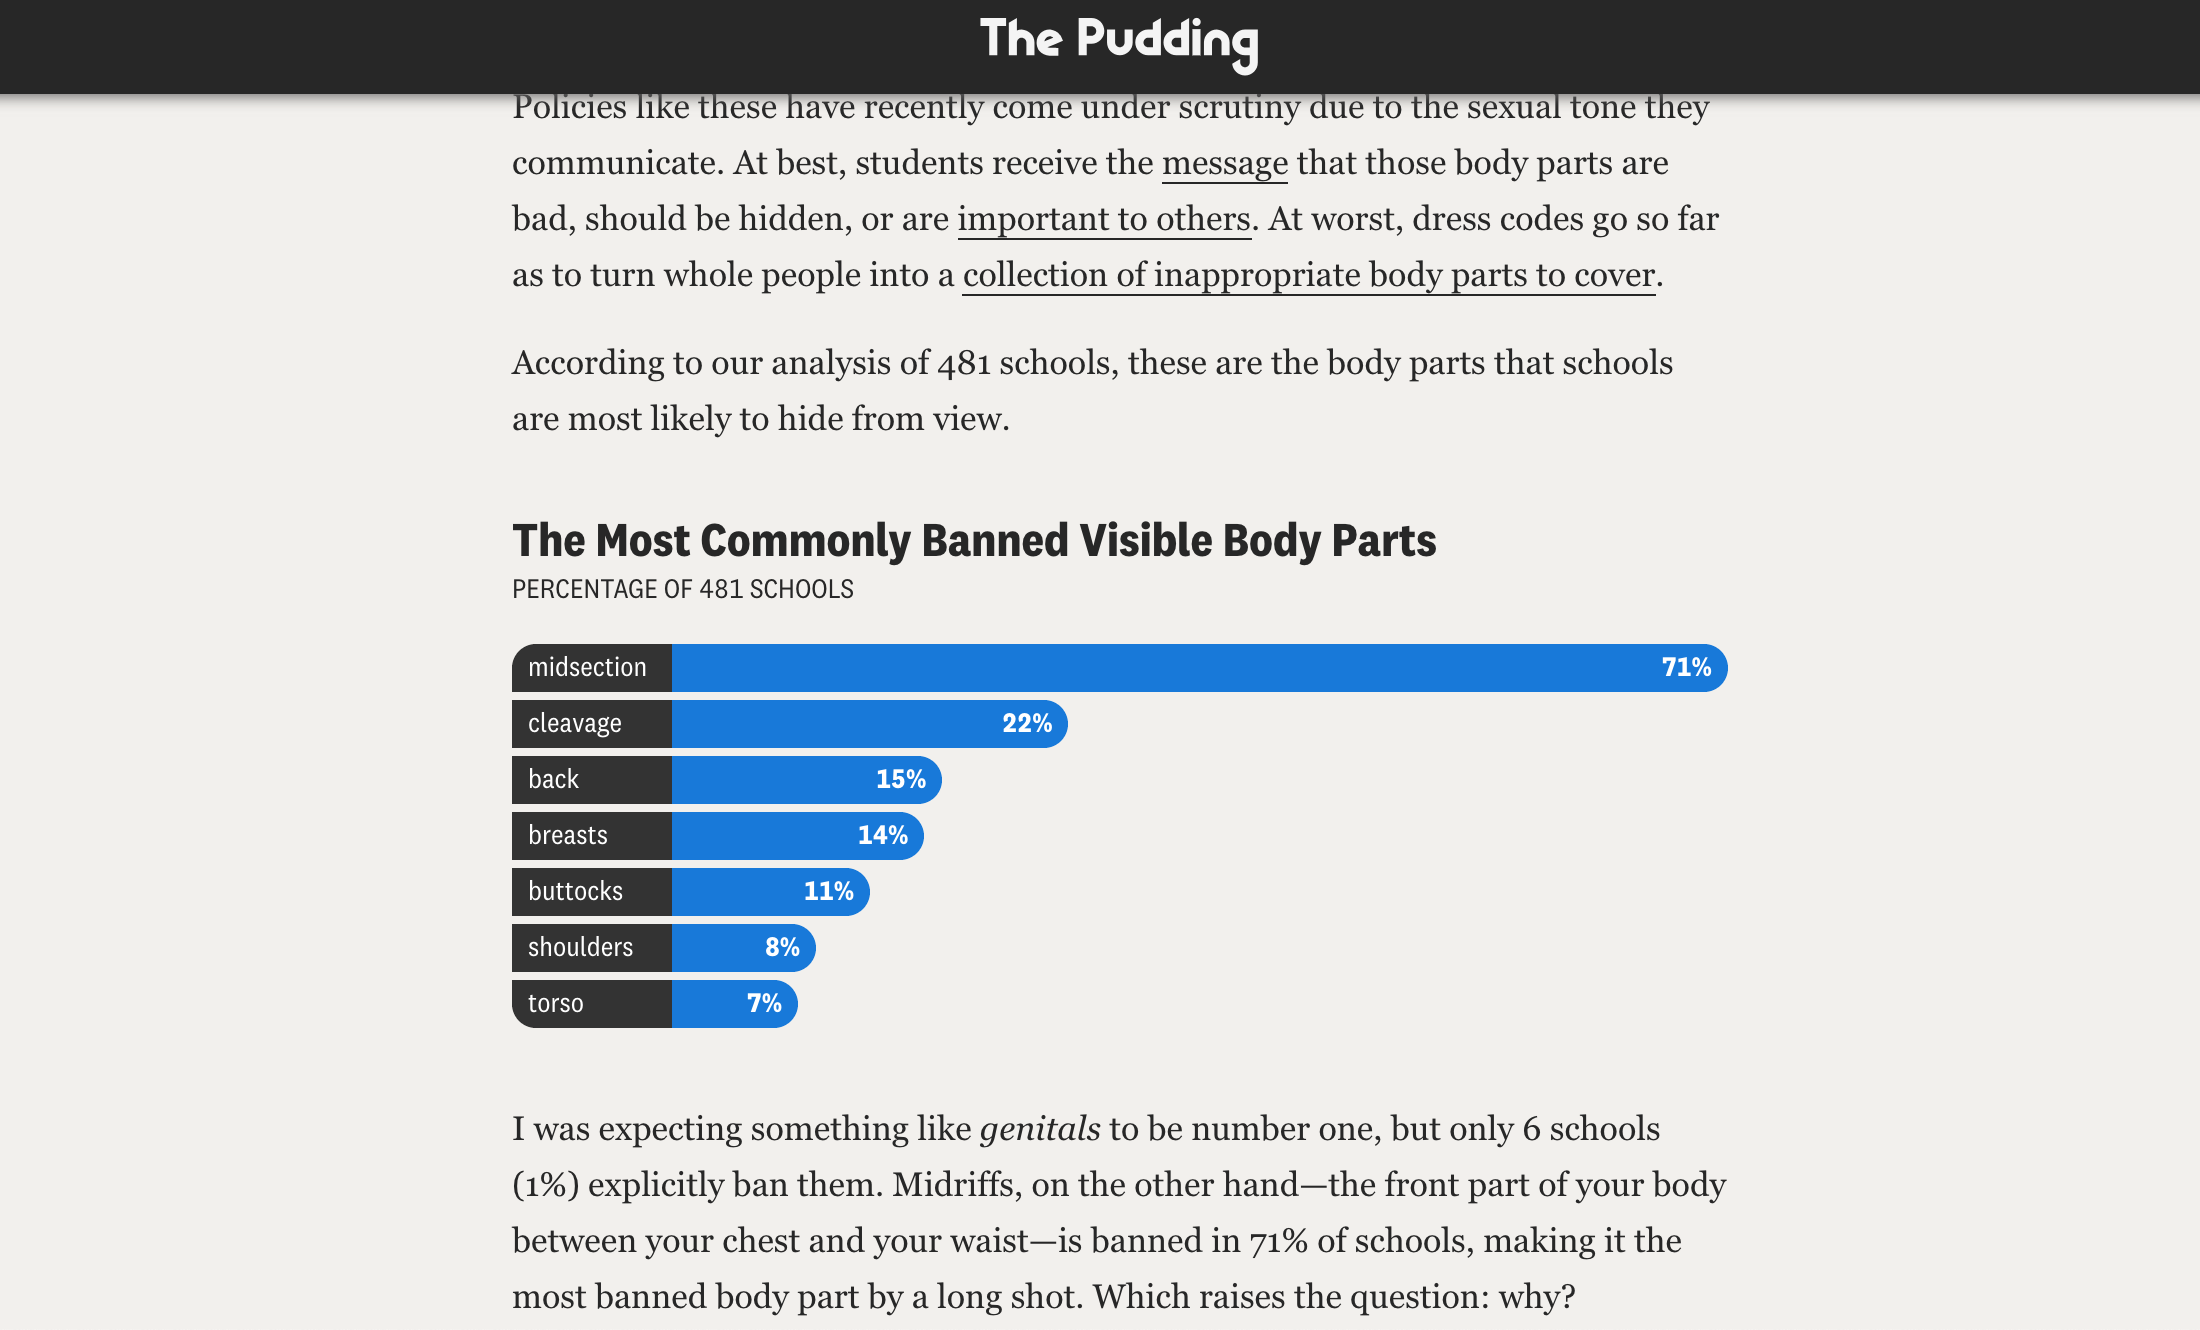 The Pudding
Policies like these have recently come under scrutiny due to the sexual tone they
communicate. At best, students receive the message that those body parts are
bad, should be hidden, or are important to others. At worst, dress codes go so far
as to turn whole people into a collection of inappropriate body parts to cover.
According to our analysis of 481 schools, these are the body parts that schools
are most likely to hide from view.
The Most Commonly Banned Visible Body Parts
PERCENTAGE OF 481 SCHOOLS
midsection 71%
cleavage 22%
back 15%
breasts 14%
buttocks 11%
shoulders 8%
torso 7%
I was expecting something like genitals to be number one, but only 6 schools
(1%) explicitly ban them. Midriffs, on the other hand—the front part of your body
between your chest and your waist—is banned in 71% of schools, making it the
most banned body part by a long shot. Which raises the question: why?